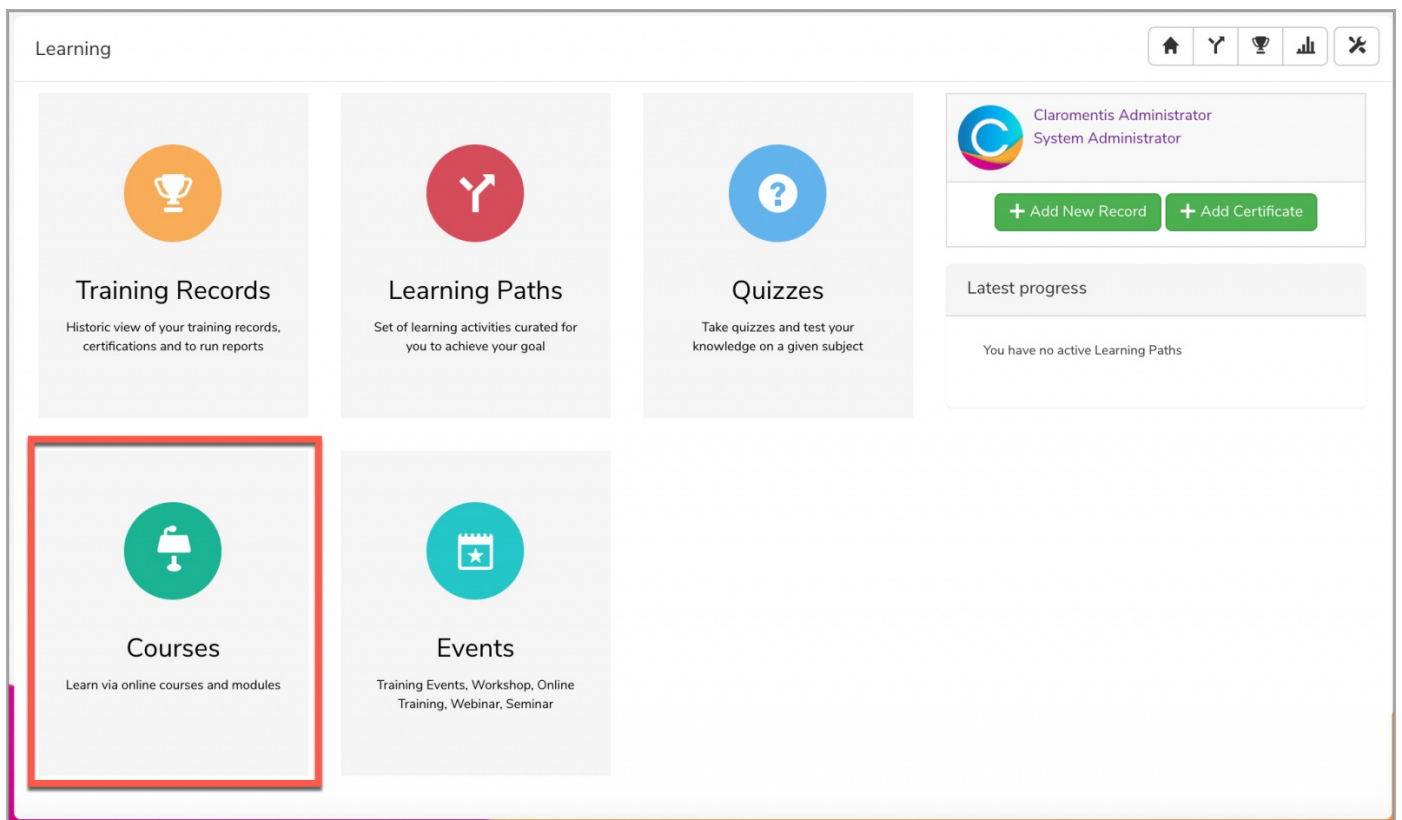 Learning
Claromentis Administrator
System Administrator
+ Add New Record
+ Add Certificate
Training Records
Historic view of your training records,
certifications and to run reports
Learning Paths
Set of learning activities curated for
you to achieve your goal
?
Quizzes
Take quizzes and test your
knowledge on a given subject
Latest progress
You have no active Learning Paths
Courses
Learn via online courses and modules
Events
Training Events, Workshop, Online
Training, Webinar, Seminar